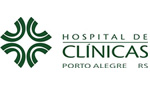 HOSPITAL DE
CLÍNICAS
PORTO ALEGRE RS